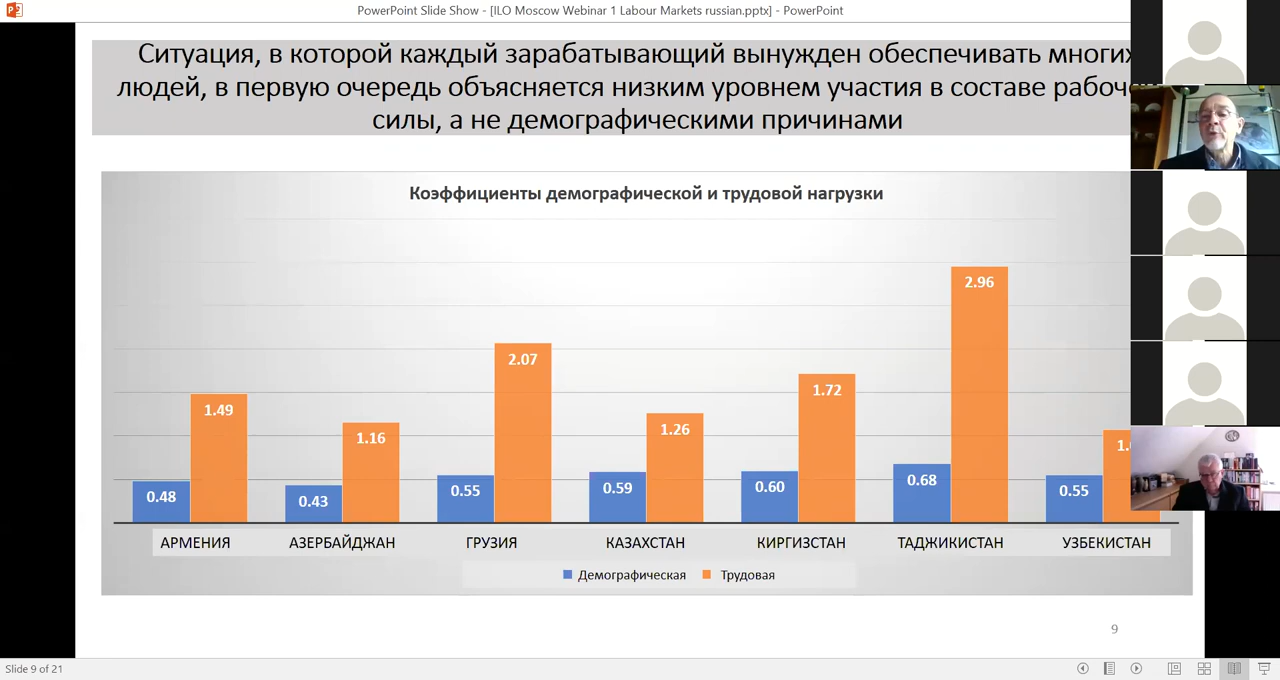 PowerPoint Slide Show - [ILO Moscow Webinar 1 Labour Markets russian.pptx] - PowerPoint
Ситуация, в которой каждый зарабатывающий вынужден обеспечивать многих
людей, в первую очередь объясняется низким уровнем участия в составе рабоче
силы, а не демографическими причинами
Коэффициенты демографической и трудовой нагрузки
2.96
2.07
1.72
1.49
1.26
1.16
1.
0.48
0.43
0.55
0.59
0.60
0.68
0.55
АРМЕНИЯ АЗЕРБАЙДЖАН ГРУЗИЯ КАЗАХСТАН КИРГИЗСТАН ТАДЖИКИСТАН УЗБЕКИСТАН
Демографическая Трудовая
9
Slide 9 of 21